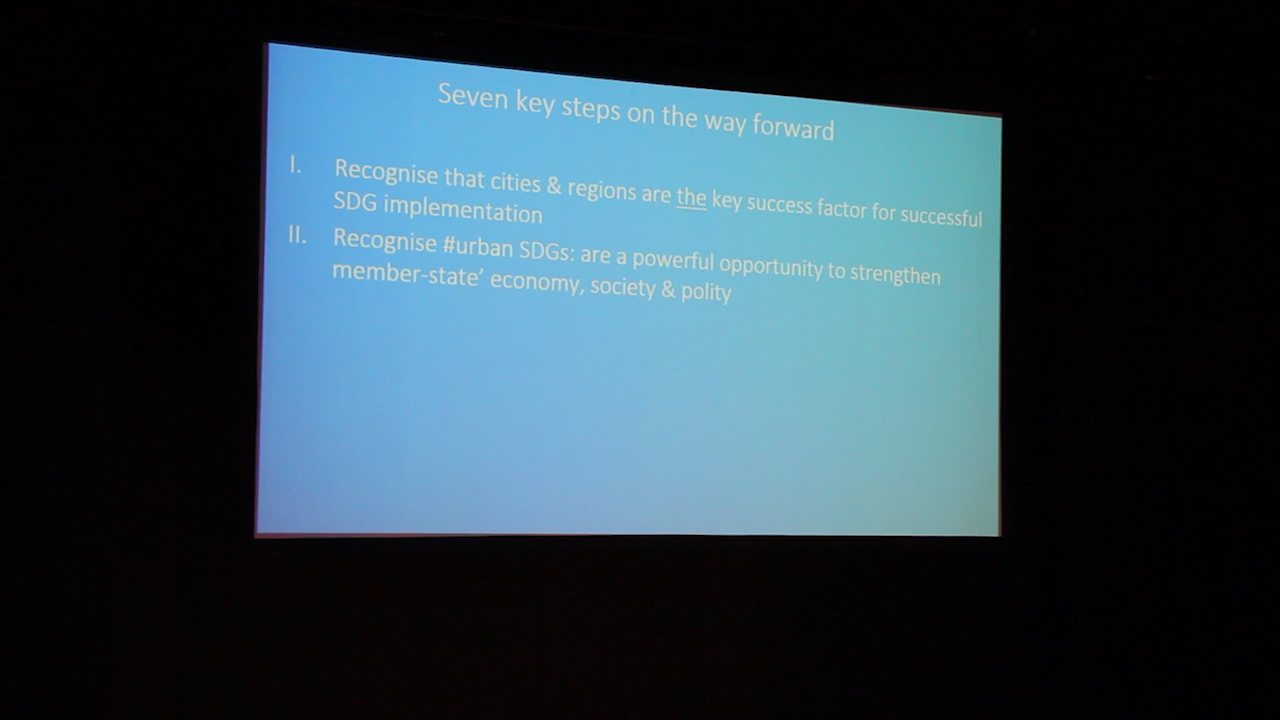 Seven key steps on the way forward
I. Recognise that cities & regions are the key success factor for successful
SDG implementation
II. Recognise #urban SDGs: are a powerful opportunity to strengthen
member-state’ economy, society & polity